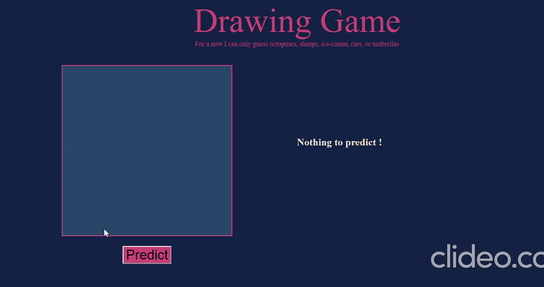 Drawing Game
For a now I can only guess octopuses, sheeps, ice-cream, cars, or umbrellas
Nothing to predict !
Predict
clideo.co